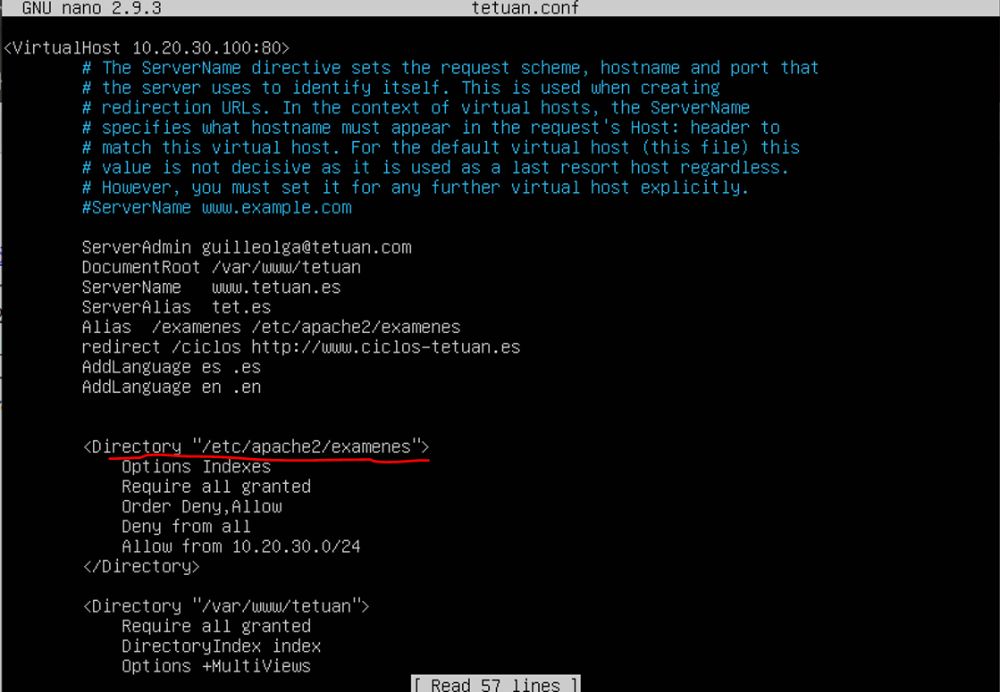 GNU nano 2.9.3 tetuan.conf
<VirtualHost 10.20.30.100:80>
# The ServerName directive sets the request scheme, hostname and port that
# the server uses to identify itself. This is used when creating
# redirection URLs. In the context of virtual hosts, the ServerName
# specifies what hostname must appear in the request's Host: header to
# match this virtual host. For the default virtual host (this file) this
# value is not decisive as it is used as a last resort host regardless.
# However, you must set it for any further virtual host explicitly.
#ServerName www.example.com
ServerAdmin guilleolga@tetuan.com
DocumentRoot /var/www/tetuan
ServerName www.tetuan.es
ServerAlias tet.es
Alias /examenes /etc/apache2/examenes
redirect /ciclos http://www.ciclos-tetuan.es
AddLanguage es .es
AddLanguage en .en
<Directory "/etc/apache2/examenes">
Options Indexes
Require all granted
Order Deny,Allow
Deny from all
Allow from 10.20.30.0/24
</Directory>
<Directory "/var/www/tetuan">
Require all granted
DirectoryIndex index
Options +MultiViews
[ Read 57 lines ]